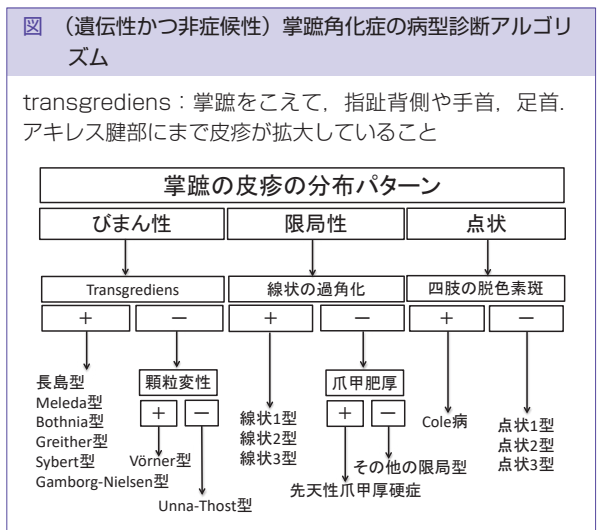 図 (遺伝性かつ非症候性)掌蹠角化症の病型診断アルゴリ
ズム
transgrediens:掌蹠をこえて,指趾背側や手首,足首.
アキレス腱部にまで皮疹が拡大していること
掌蹠の皮疹の分布パターン
びまん性 限局性 点状
Transgrediens 線状の過角化 四肢の脱色素斑
+ − + − + −
長島型
Meleda型
Bothnia型
Greither型
Sybert型
Gamborg-Nielsen型
顆粒変性
+ −
Vörner型
Unna-Thost型
線状1型
線状2型
線状3型
爪甲肥厚
+ −
その他の限局型
先天性爪甲厚硬症
Cole病
点状1型
点状2型
点状3型